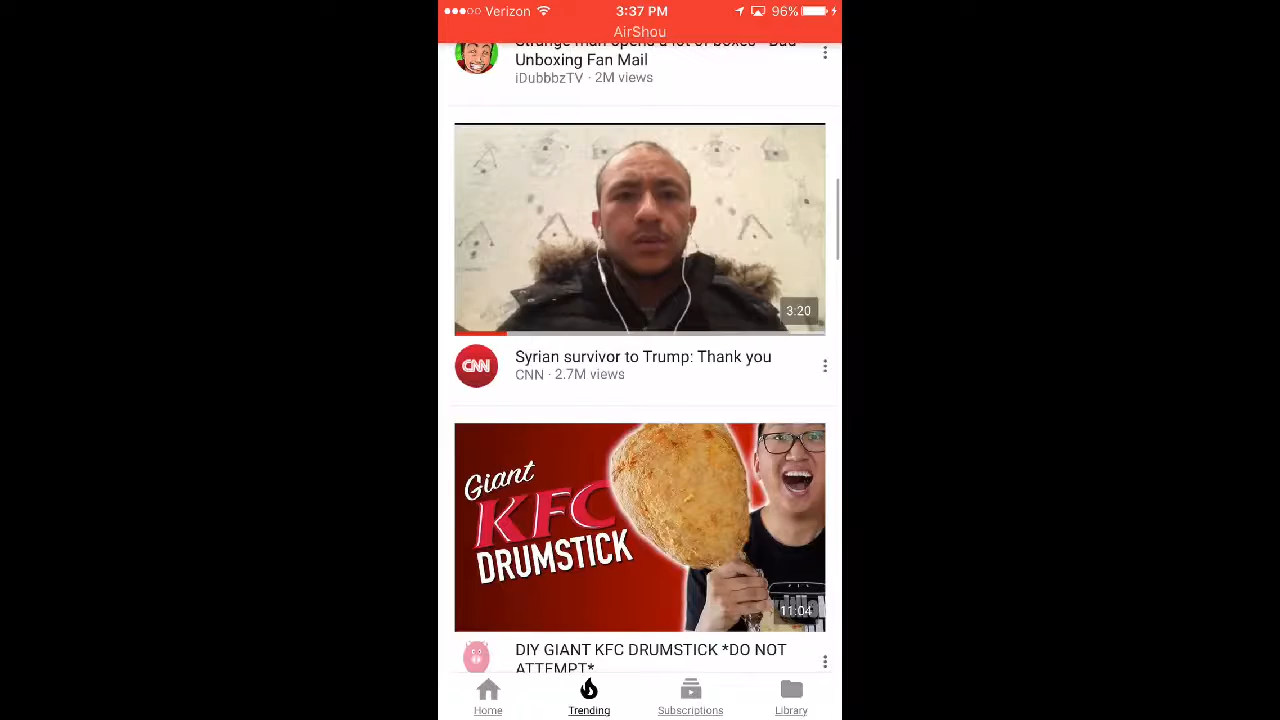 Verizon 3:37 PM 96%
AirShou
Strange man opens a lot of boxes - Bad
Unboxing Fan Mail
iDubbbzTV · 2M views
3:20
CNN
Syrian survivor to Trump: Thank you
CNN · 2.7M views
Giant
KFC
DRUMSTICK
11:04
DIY GIANT KFC DRUMSTICK *DO NOT
ATTEMPT*
Home Trending Subscriptions Library